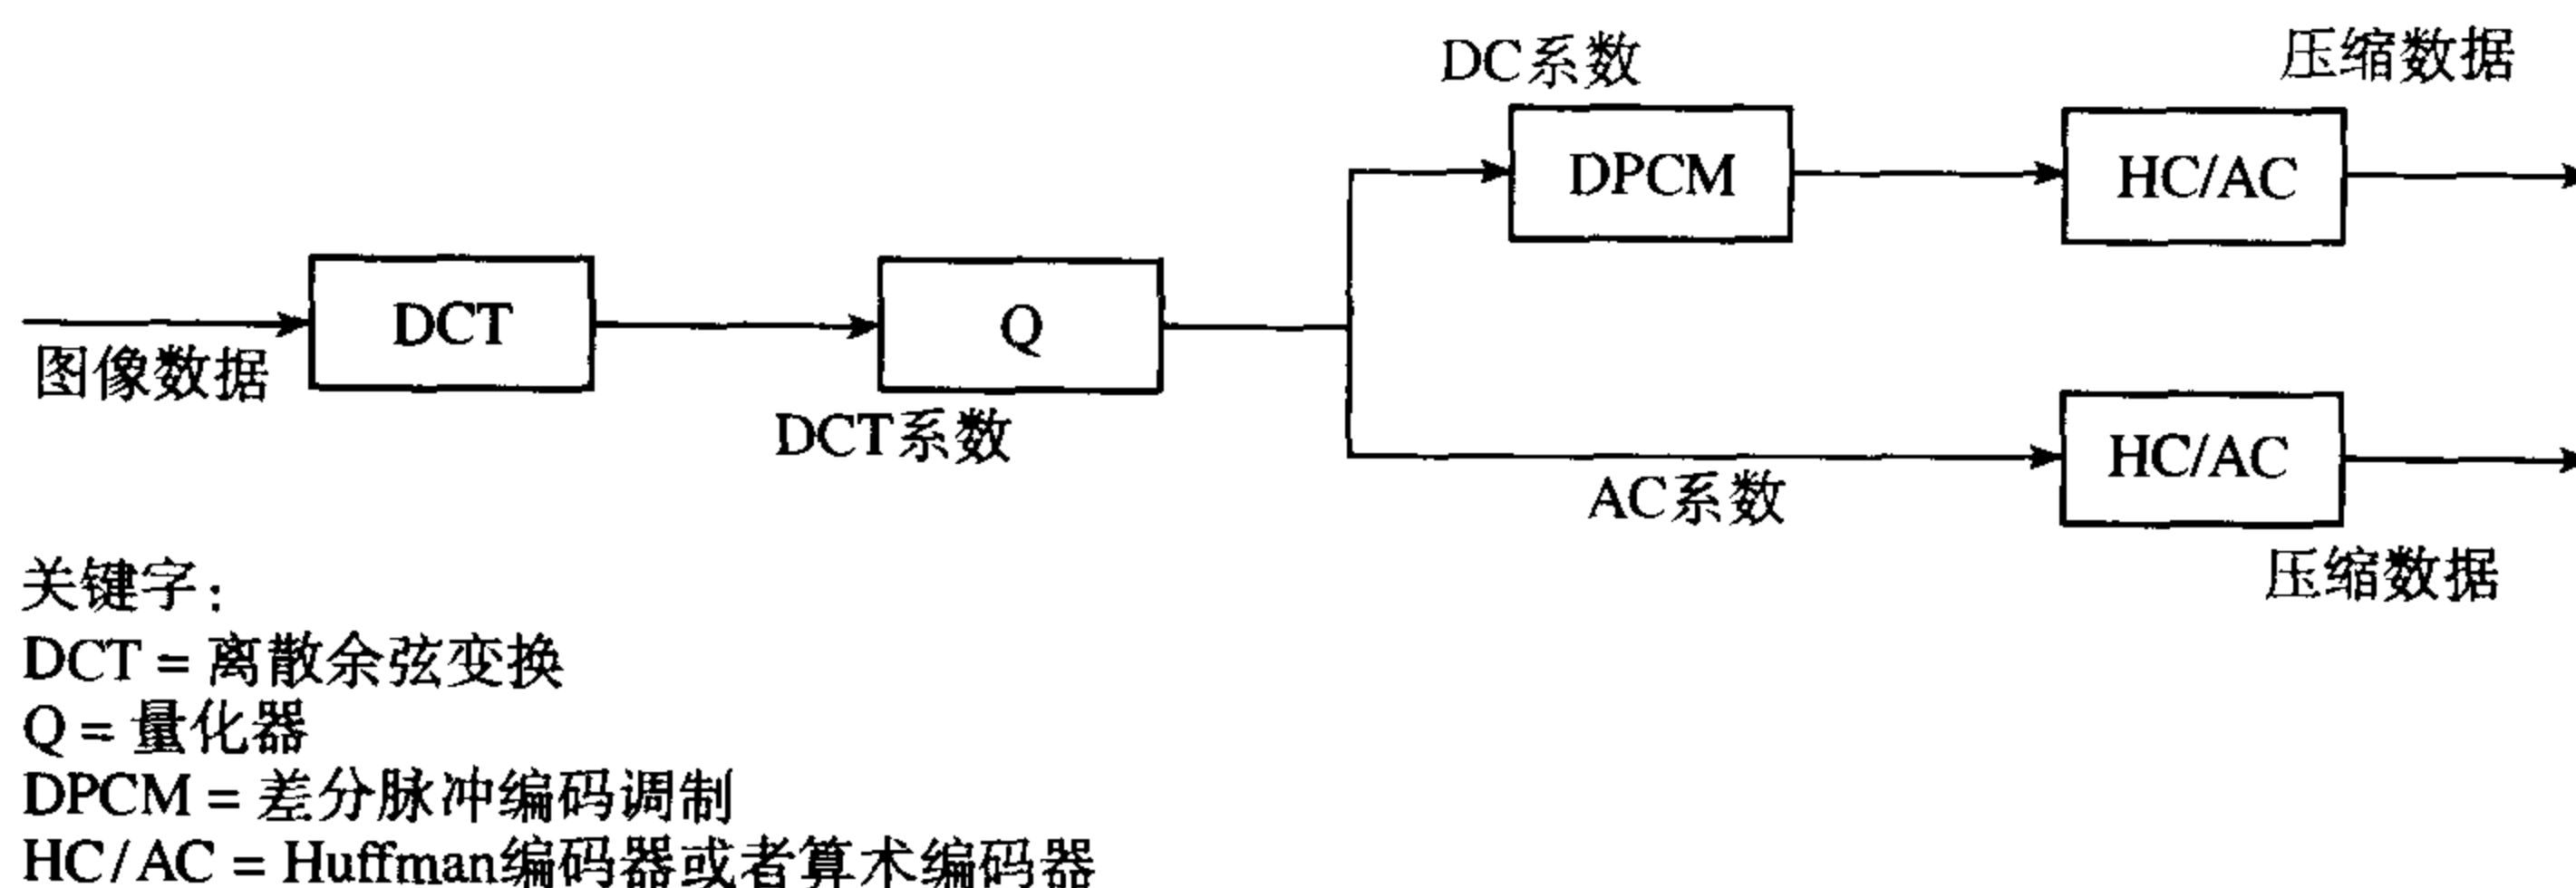 DC系数
压缩数据
DPCM
HC/AC
DCT
Q
图像数据
DCT系数
HC/AC
AC系数
压缩数据
关键字：
DCT = 离散余弦变换
Q = 量化器
DPCM = 差分脉冲编码调制
HC/AC = Huffman编码器或者算术编码器